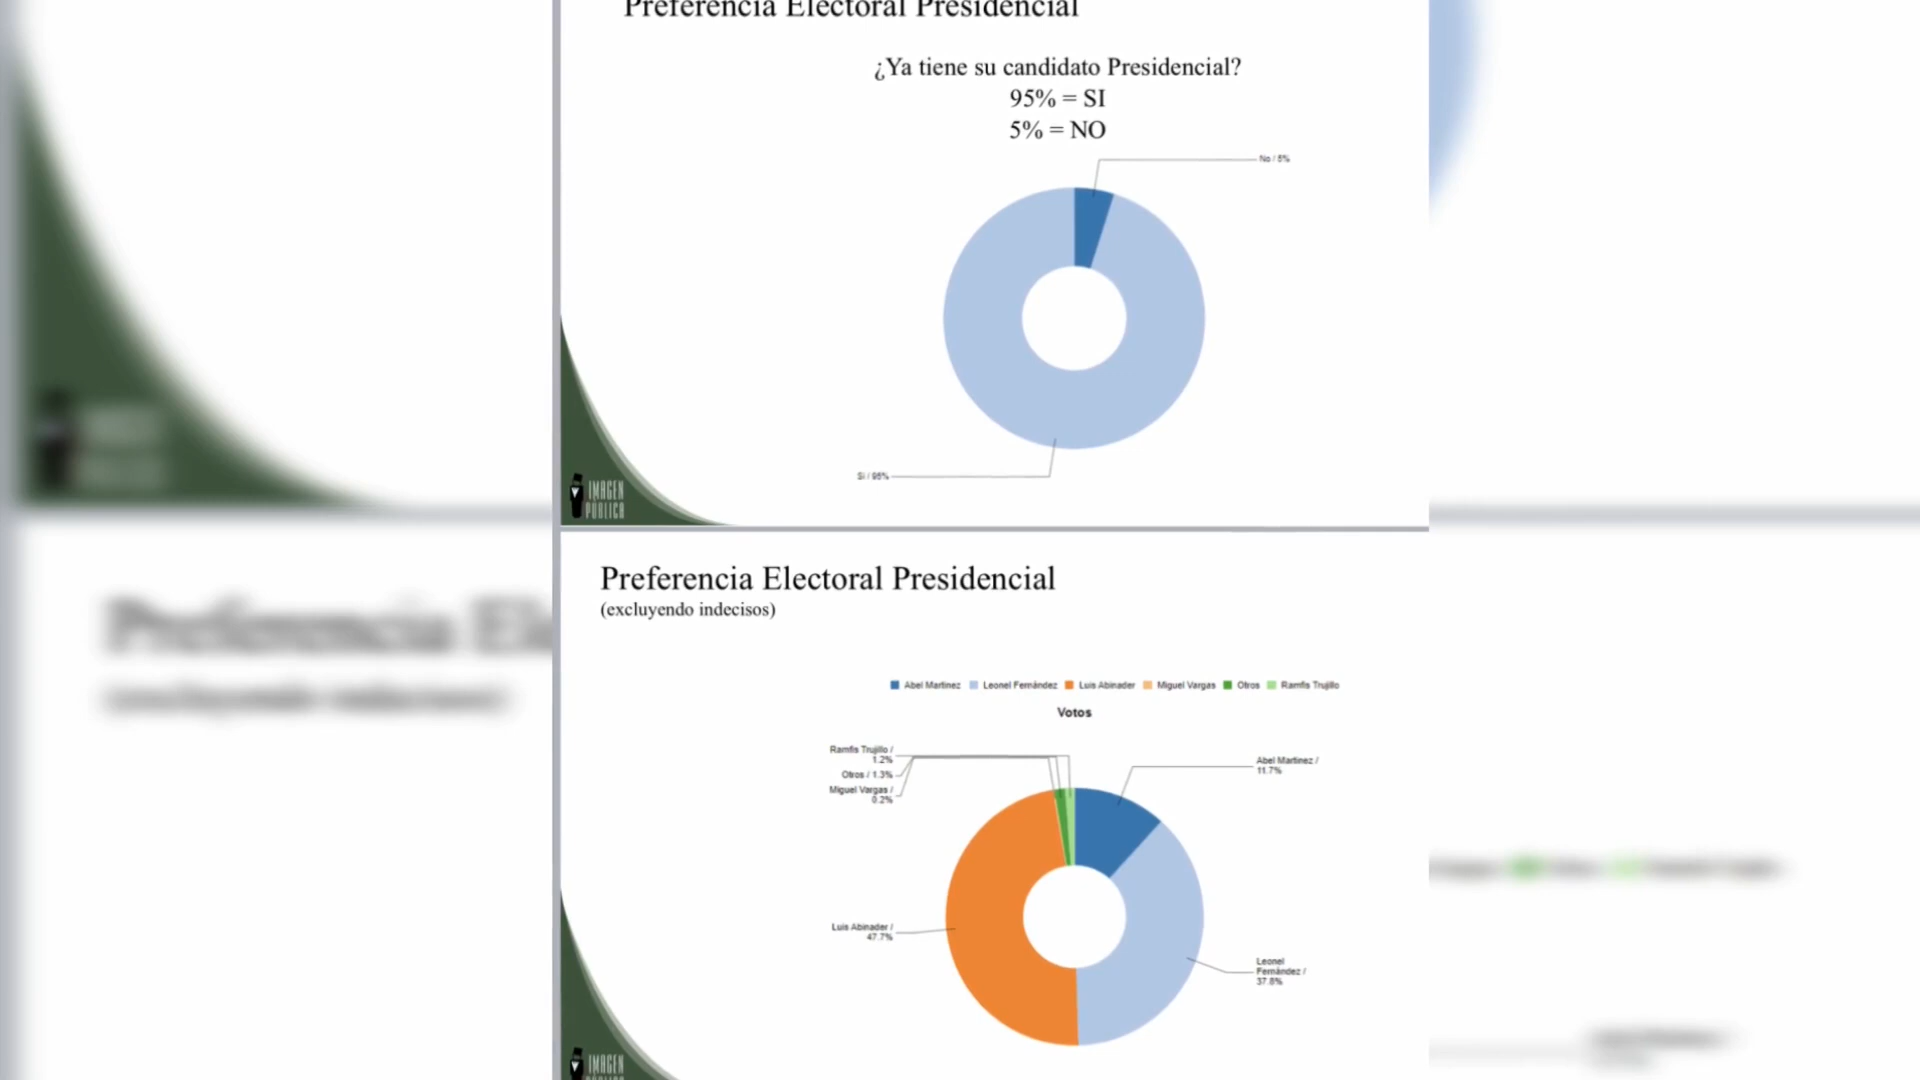 Preferencia Electoral Presidencial
¿Ya tiene su candidato Presidencial?
95% = SI
5% = NO
No / 5%
Si / 95%
IMAGEN
PÚBLICA
Preferencia Electoral Presidencial
(excluyendo indecisos)
Abel Martinez Leonel Fernández Luis Abinader Miguel Vargas Otros Ramfis Trujillo
Votos
Ramfis Trujillo /
1.2%
Otros / 1.3%
Miguel Vargas /
0.2%
Abel Martinez /
11.7%
Luis Abinader /
47.7%
Leonel
Fernández /
37.8%
IMAGEN
PÚBLICA